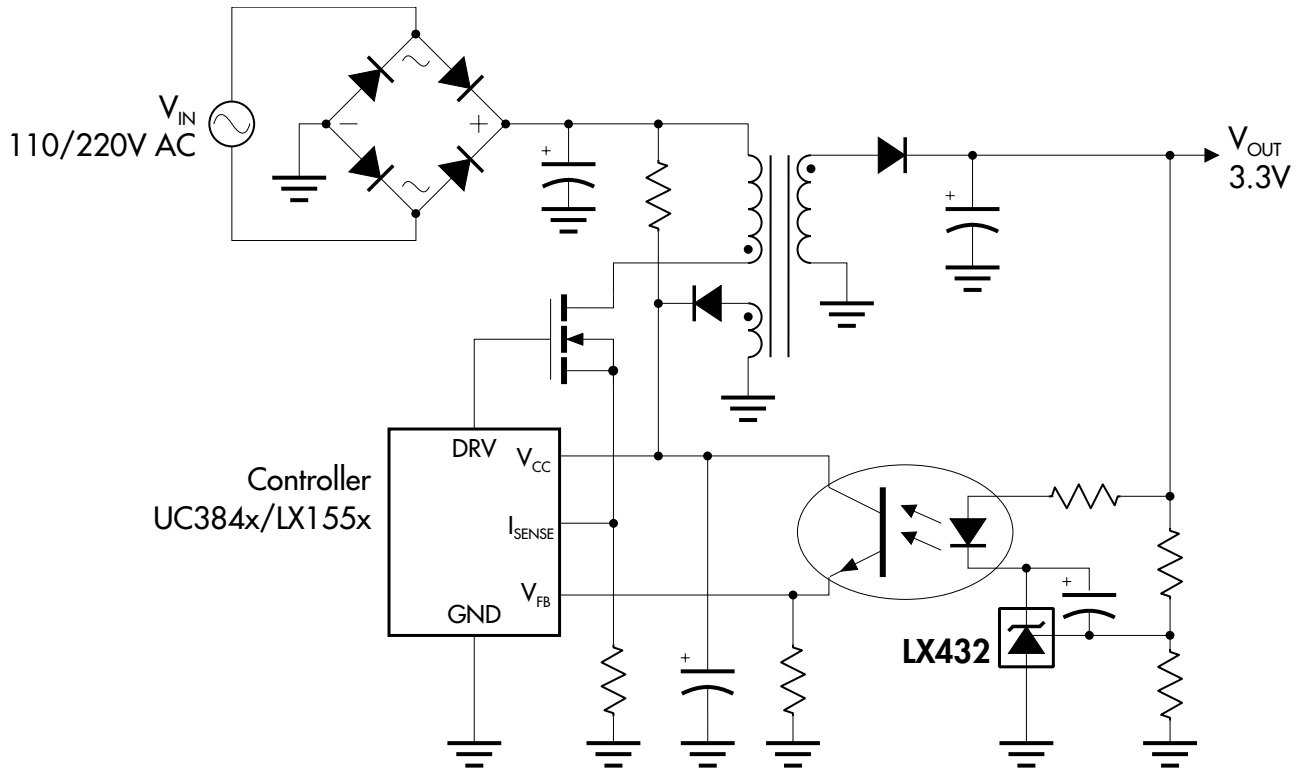 V_IN
110/220V AC
−
+
+
+
V_OUT
3.3V
Controller
UC384x/LX155x
DRV
V_CC
I_SENSE
V_FB
GND
+
+
LX432